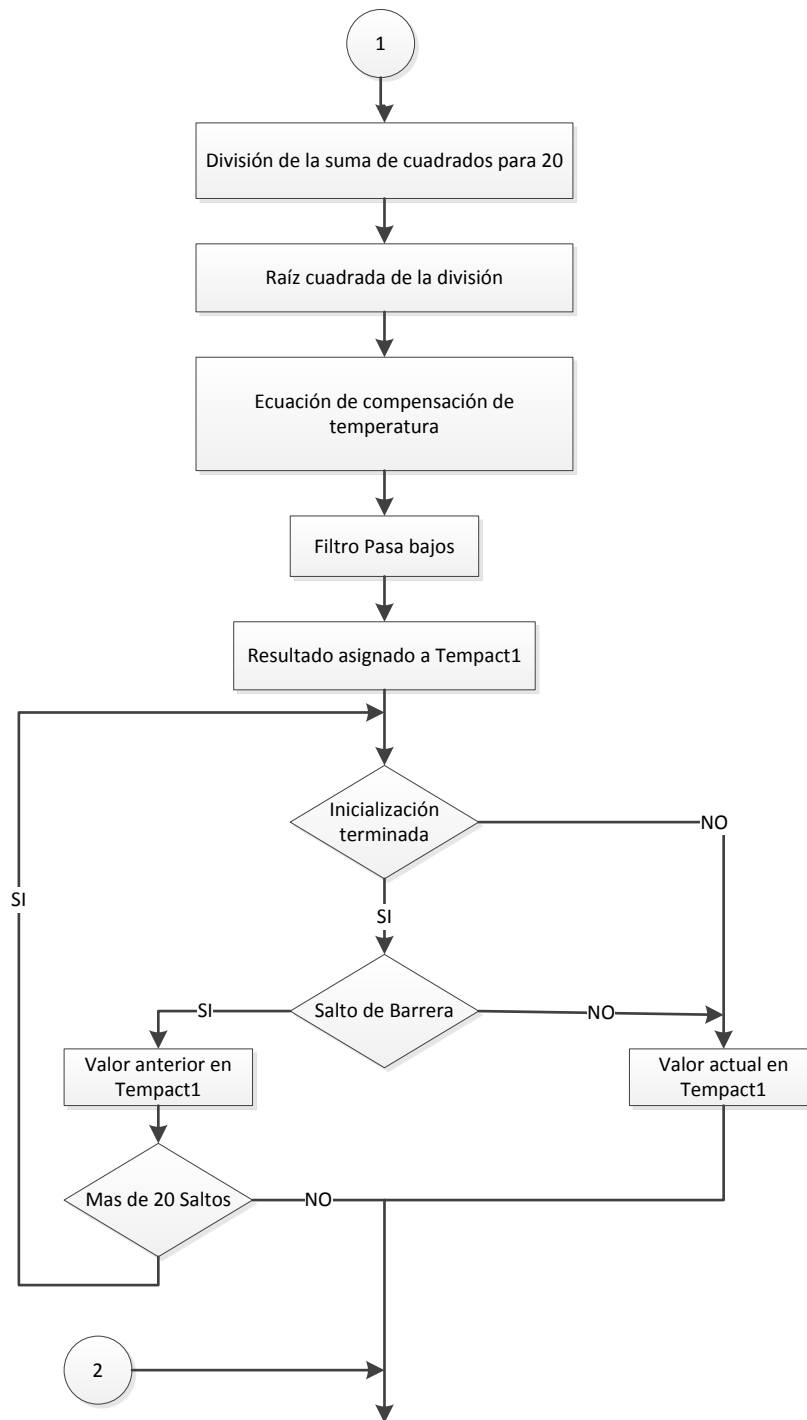 1
División de la suma de cuadrados para 20
Raíz cuadrada de la división
Ecuación de compensación de
temperatura
Filtro Pasa bajos
Resultado asignado a Tempact1
Inicialización
terminada
NO
SI
SI
Salto de Barrera
SI
NO
Valor anterior en
Tempact1
Valor actual en
Tempact1
Mas de 20 Saltos
NO
2